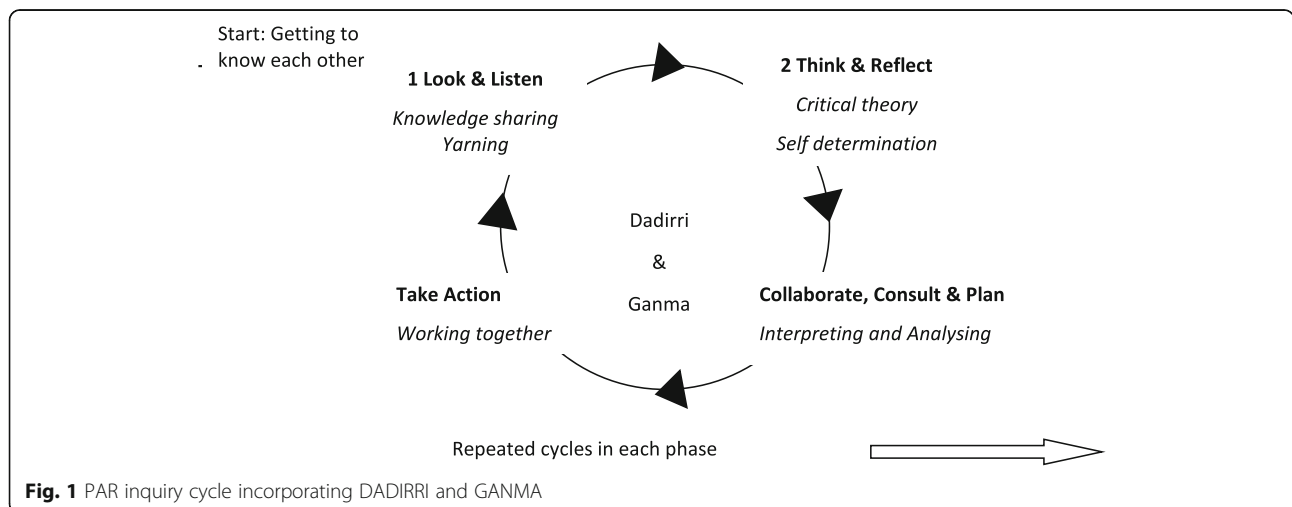 Start: Getting to
know each other
1 Look & Listen
Knowledge sharing
Yarning
2 Think & Reflect
Critical theory
Self determination
Dadirri
&
Ganma
Take Action
Working together
Collaborate, Consult & Plan
Interpreting and Analysing
Repeated cycles in each phase
Fig. 1 PAR inquiry cycle incorporating DADIRRI and GANMA